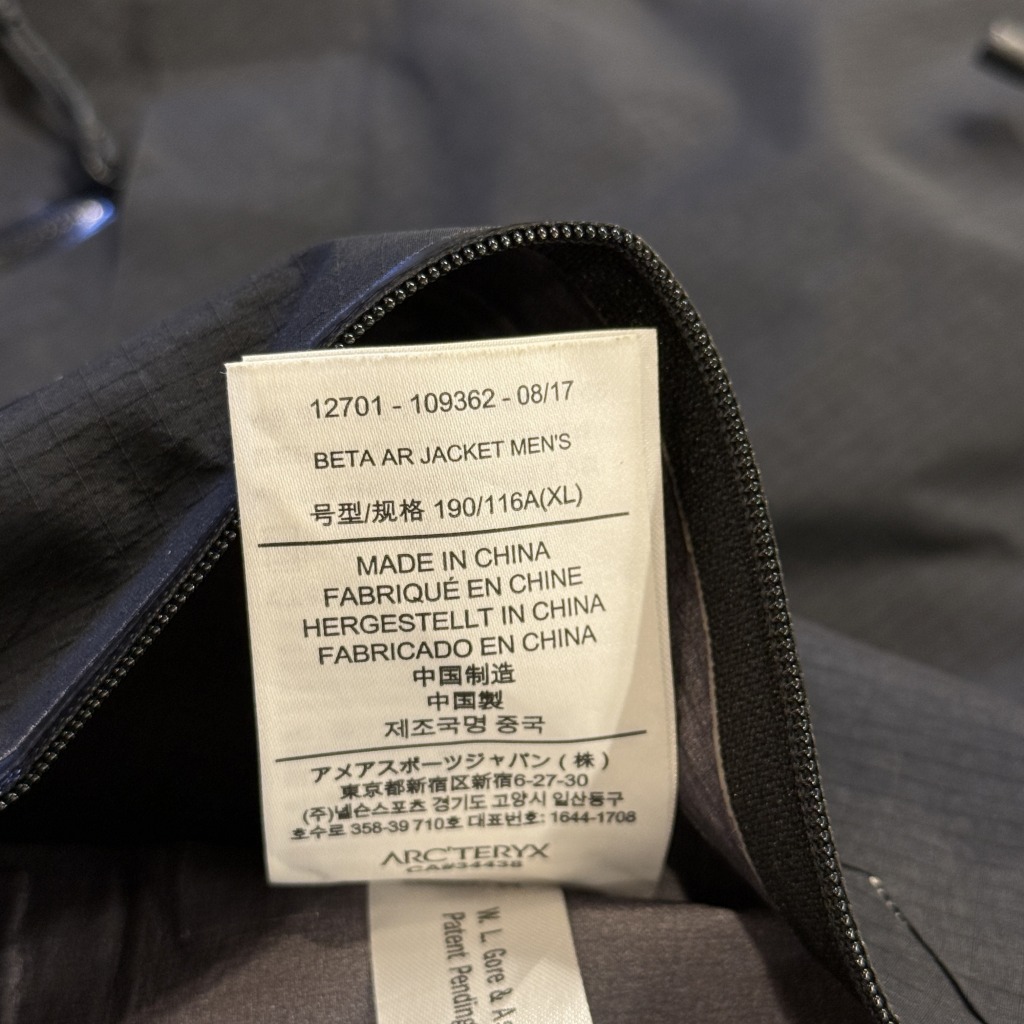 12701 - 109362 - 08/17
BETA AR JACKET MEN'S
号型/规格 190/116A(XL)
MADE IN CHINA
FABRIQUÉ EN CHINE
HERGESTELLT IN CHINA
FABRICADO EN CHINA
中国制造
中国製
제조국명 중국
アメアスポーツジャパン (株)
東京都新宿区新宿6-27-30
(주)넬슨스포츠 경기도 고양시 일산동구
호수로 358-39 710호 대표번호: 1644-1708
ARC'TERYX
CA#34438
W. L. Gore &
Patent Pending